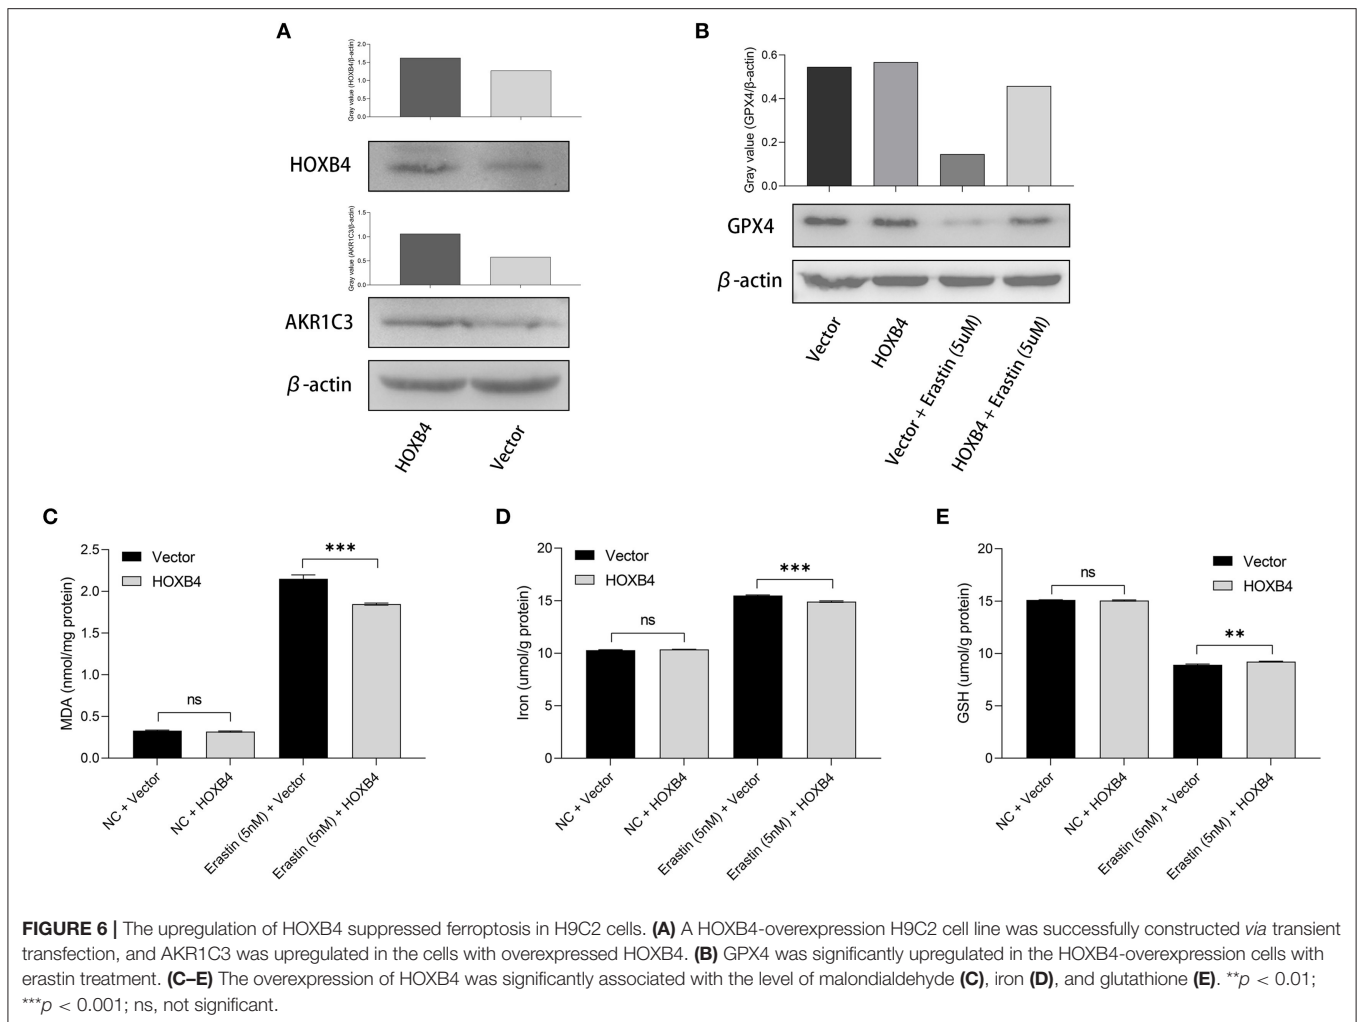 A
Gray value (HOXB4/β-actin)
2.0
1.5
1.0
0.5
0.0
HOXB4
Gray value (AKR1C3/β-actin)
1.5
1.0
0.5
0.0
AKR1C3
β-actin
HOXB4
Vector
B
Gray value (GPX4/β-actin)
0.6
0.4
0.2
0.0
GPX4
β-actin
Vector
HOXB4
Vector + Erastin (5uM)
HOXB4 + Erastin (5uM)
C
MDA (nmol/mg protein)
2.5
2.0
1.5
1.0
0.5
0.0
Vector
HOXB4
ns
***
NC + Vector
NC + HOXB4
Erastin (5nM) + Vector
Erastin (5nM) + HOXB4
D
Iron (umol/g protein)
20
15
10
5
0
Vector
HOXB4
ns
***
NC + Vector
NC + HOXB4
Erastin (5nM) + Vector
Erastin (5nM) + HOXB4
E
GSH (umol/g protein)
20
15
10
5
0
Vector
HOXB4
ns
**
NC + Vector
NC + HOXB4
Erastin (5nM) + Vector
Erastin (5nM) + HOXB4
FIGURE 6 | The upregulation of HOXB4 suppressed ferroptosis in H9C2 cells. (A) A HOXB4-overexpression H9C2 cell line was successfully constructed via transient
transfection, and AKR1C3 was upregulated in the cells with overexpressed HOXB4. (B) GPX4 was significantly upregulated in the HOXB4-overexpression cells with
erastin treatment. (C–E) The overexpression of HOXB4 was significantly associated with the level of malondialdehyde (C), iron (D), and glutathione (E). **p < 0.01;
***p < 0.001; ns, not significant.